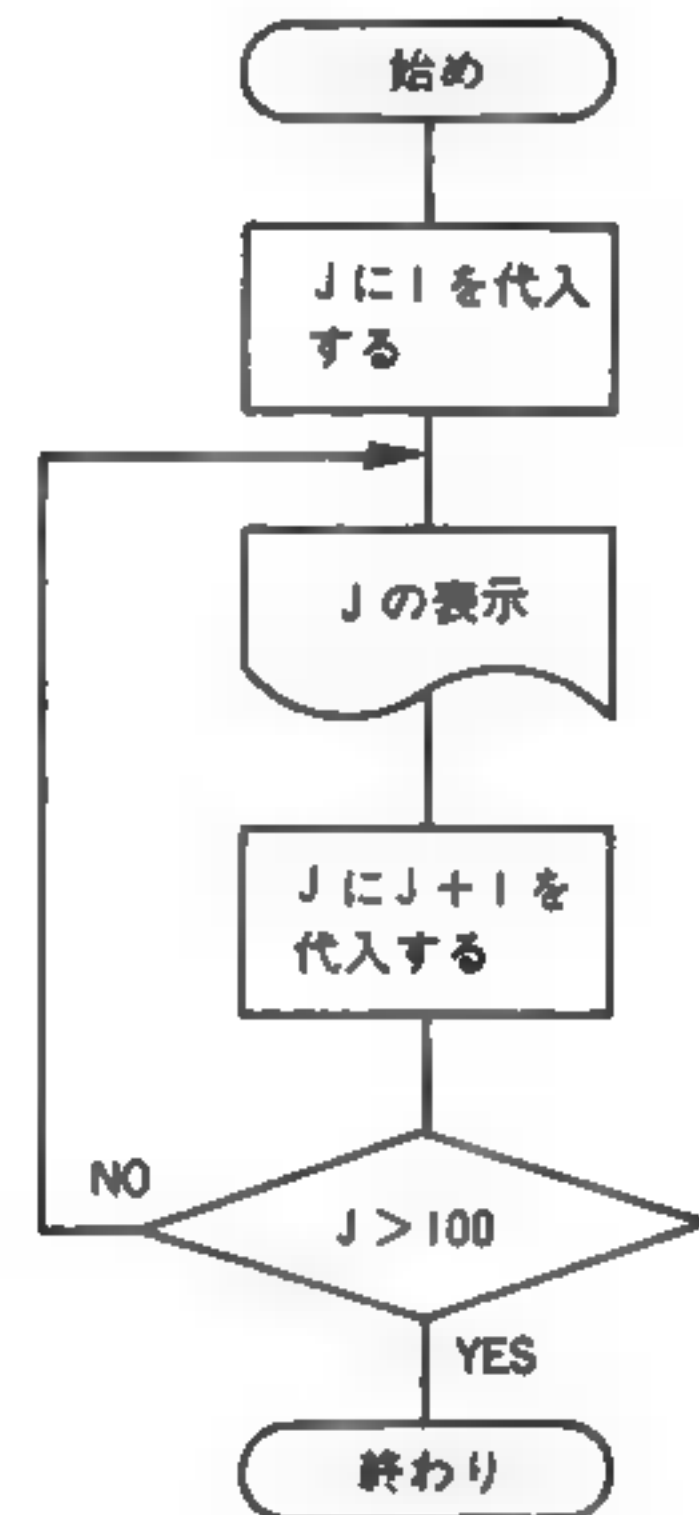 始め
Jに1を代入
する
Jの表示
JにJ+1を
代入する
NO
J>100
YES
終わり